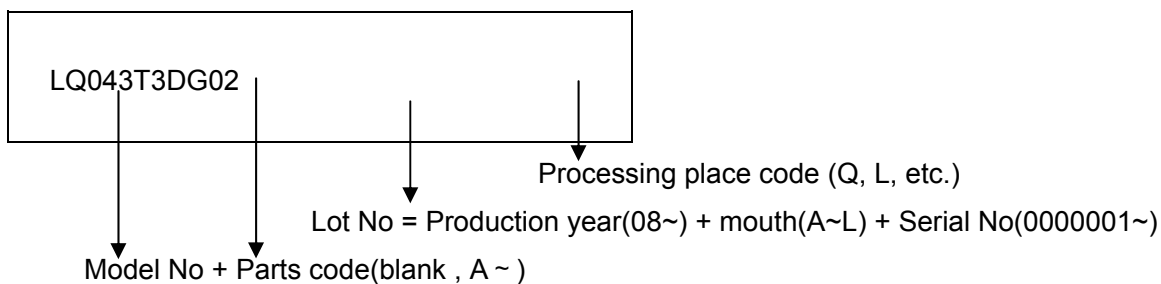 LQ043T3DG02
Processing place code (Q, L, etc.)
Lot No = Production year(08~) + mouth(A~L) + Serial No(0000001~)
Model No + Parts code(blank , A ~ )